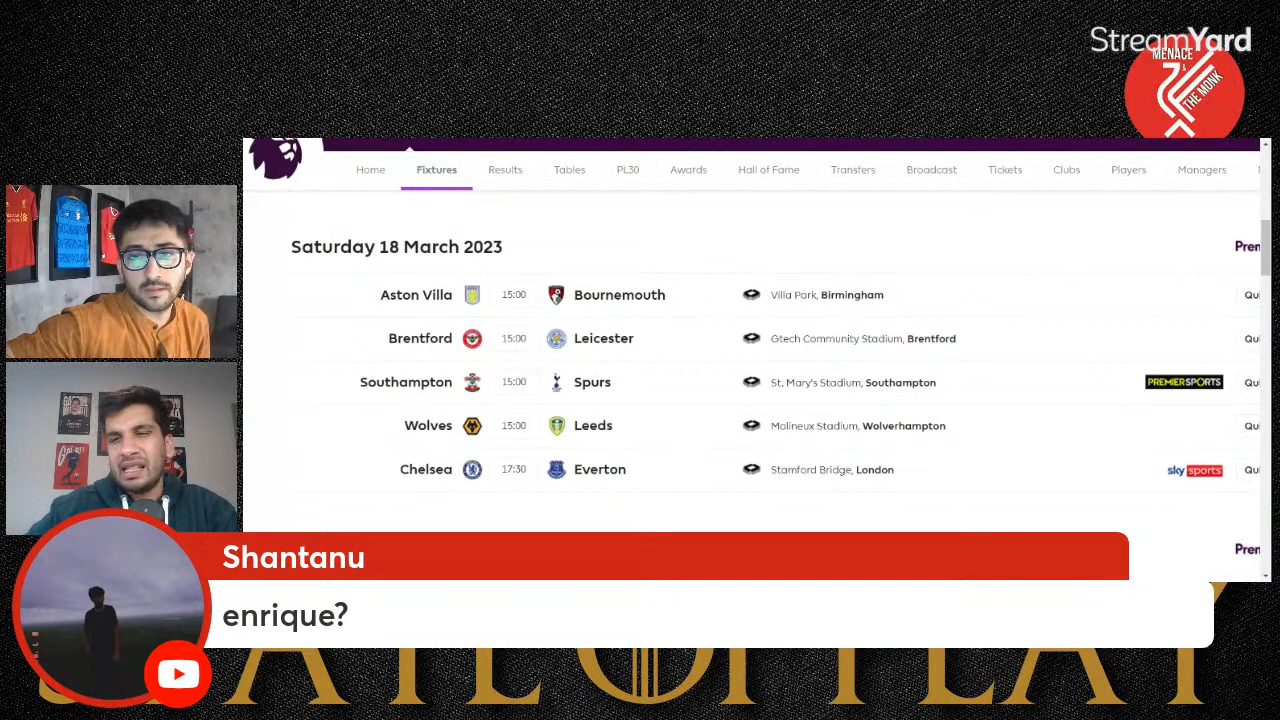 StreamYard
MENACE
&
THE MONK
Home Fixtures Results Tables PL30 Awards Hall of Fame Transfers Broadcast Tickets Clubs Players Managers
Saturday 18 March 2023
Aston Villa 15:00 Bournemouth Villa Park, Birmingham
Brentford 15:00 Leicester Gtech Community Stadium, Brentford
Southampton 15:00 Spurs St. Mary's Stadium, Southampton PREMIER SPORTS
Wolves 15:00 Leeds Molineux Stadium, Wolverhampton
Chelsea 17:30 Everton Stamford Bridge, London sky sports
Shantanu
enrique?